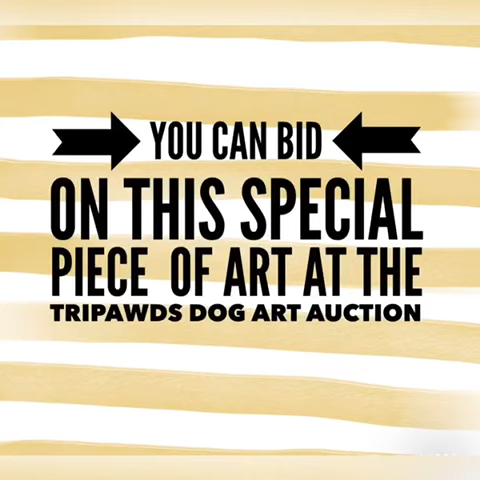 YOU CAN BID
ON THIS SPECIAL
PIECE OF ART AT THE
TRIPAWDS DOG ART AUCTION